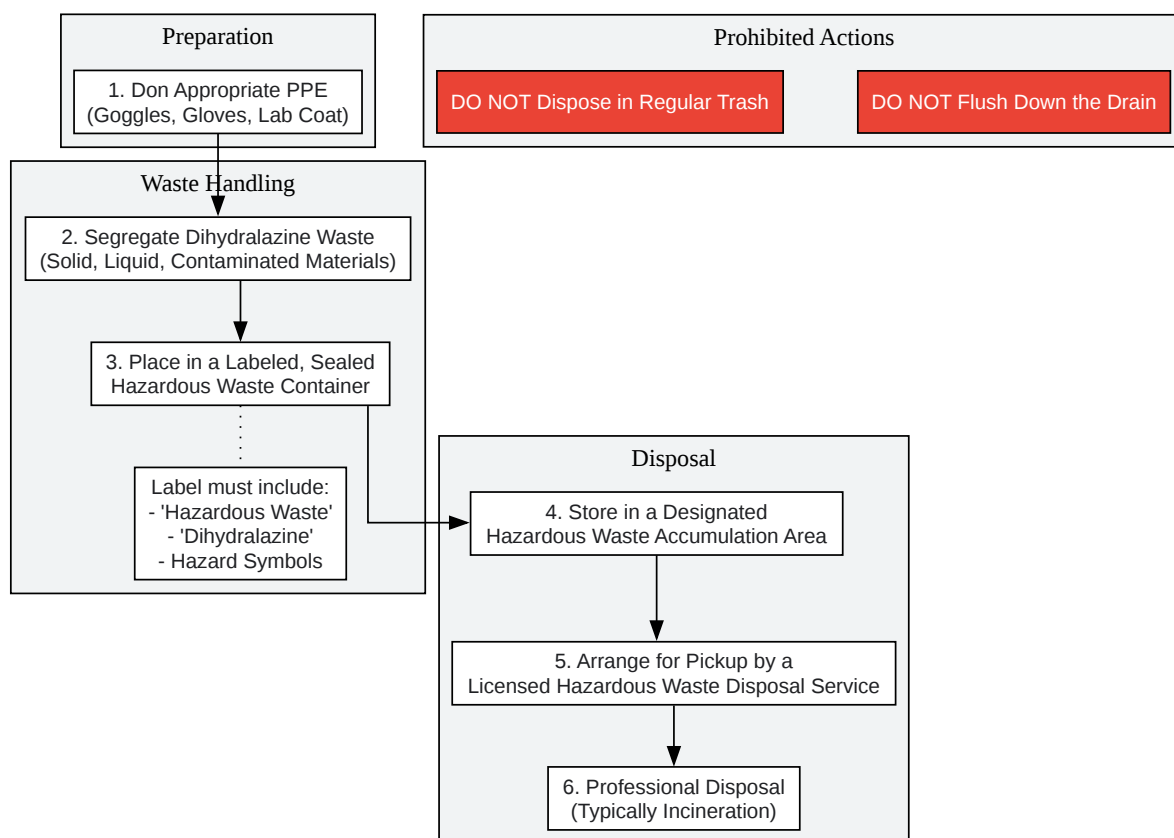 Preparation
1. Don Appropriate PPE
(Goggles, Gloves, Lab Coat)
Prohibited Actions
DO NOT Dispose in Regular Trash
DO NOT Flush Down the Drain
Waste Handling
2. Segregate Dihydralazine Waste
(Solid, Liquid, Contaminated Materials)
3. Place in a Labeled, Sealed
Hazardous Waste Container
Label must include:
- 'Hazardous Waste'
- 'Dihydralazine'
- Hazard Symbols
Disposal
4. Store in a Designated
Hazardous Waste Accumulation Area
5. Arrange for Pickup by a
Licensed Hazardous Waste Disposal Service
6. Professional Disposal
(Typically Incineration)